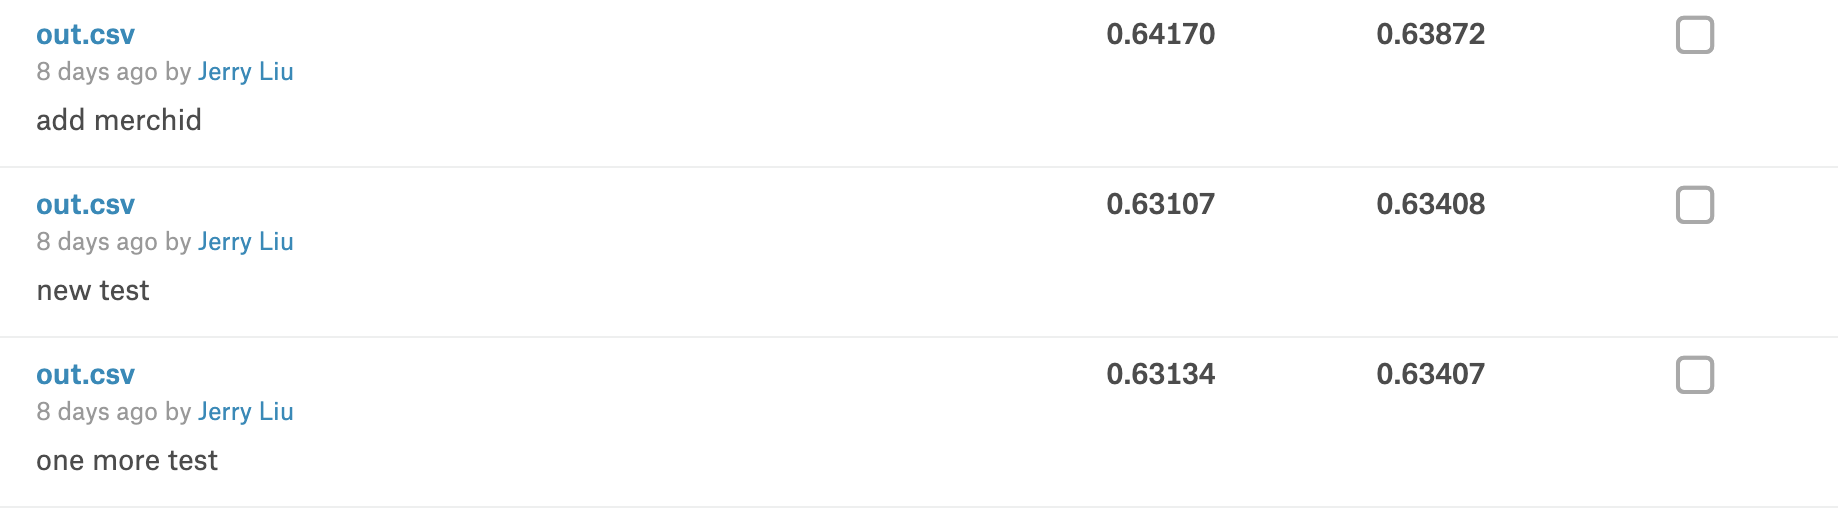 out.csv 0.64170 0.63872
8 days ago by Jerry Liu
add merchid
out.csv 0.63107 0.63408
8 days ago by Jerry Liu
new test
out.csv 0.63134 0.63407
8 days ago by Jerry Liu
one more test